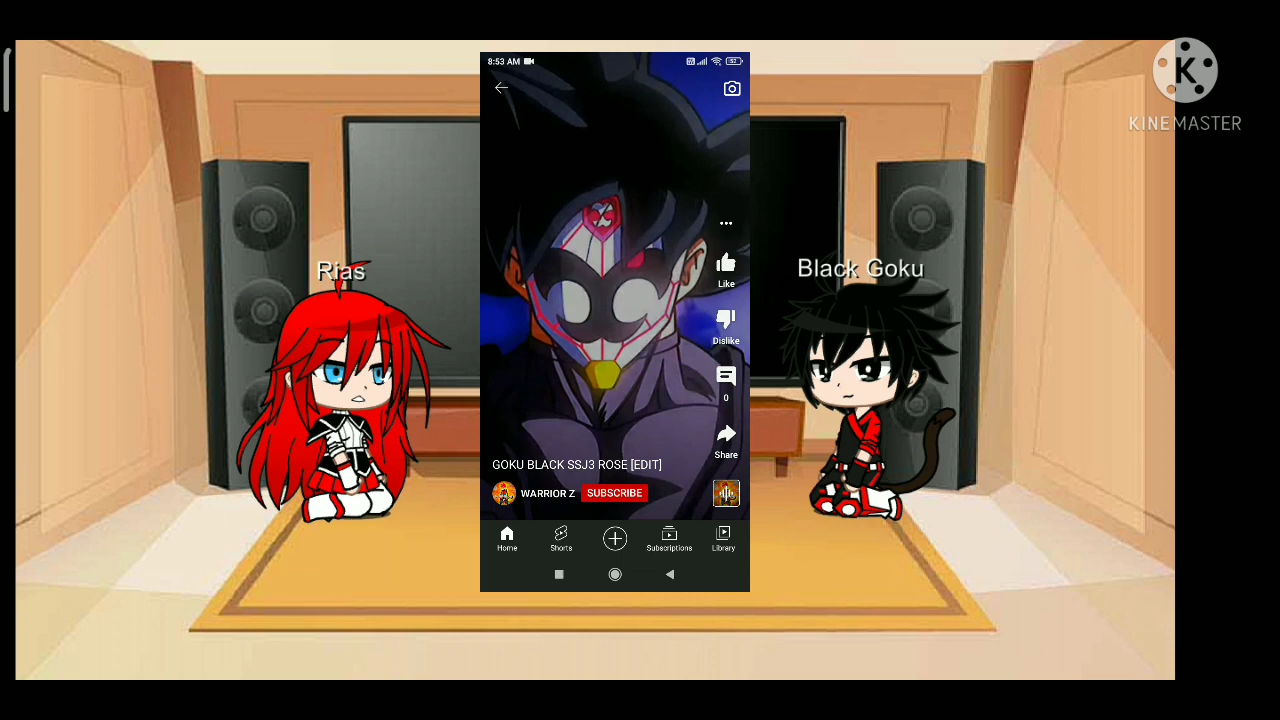 8:53 AM
52
KINEMASTER
Rias
Black Goku
Like
Dislike
0
Share
GOKU BLACK SSJ3 ROSE [EDIT]
WARRIOR Z SUBSCRIBE
Home Shorts Subscriptions Library